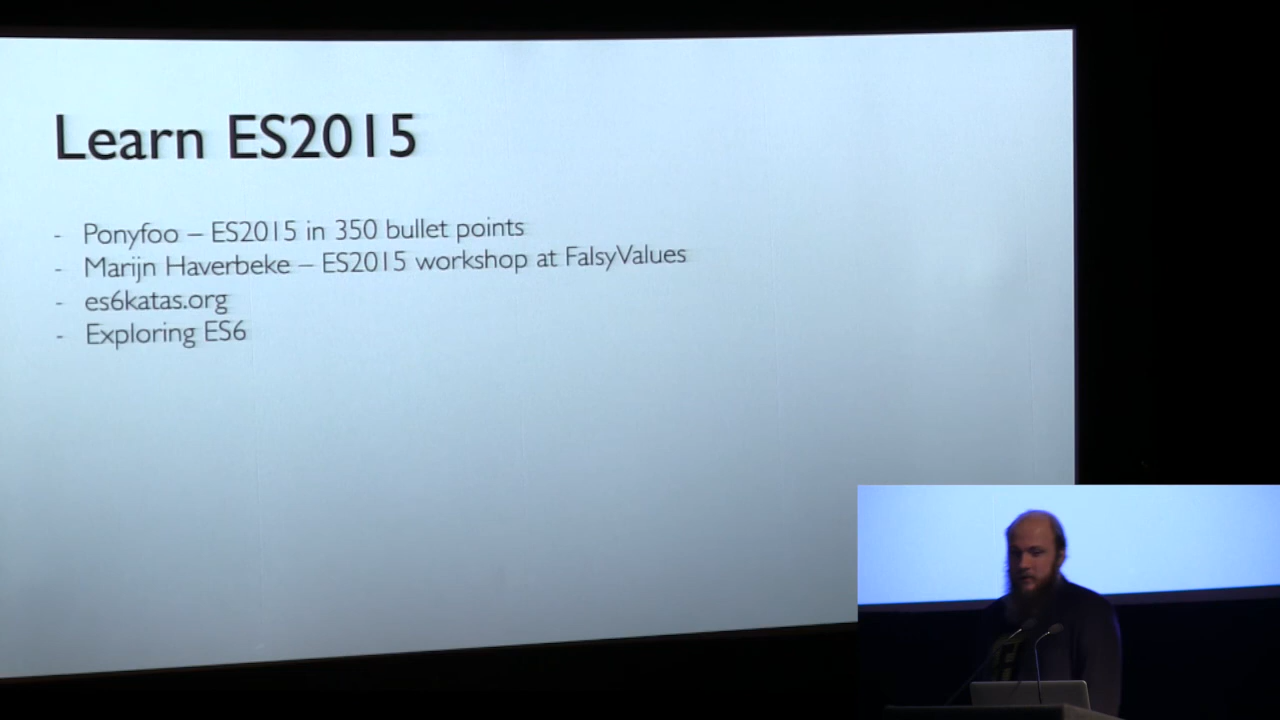 Learn ES2015
- Ponyfoo – ES2015 in 350 bullet points
- Marijn Haverbeke – ES2015 workshop at FalsyValues
- es6katas.org
- Exploring ES6